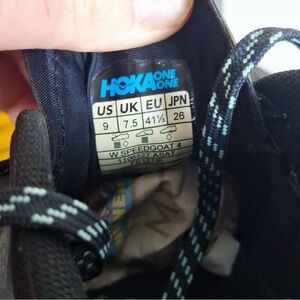 HOKA ONE ONE
US UK EU JPN
9 7.5 41⅓ 26
W SPEEDGOAT 4